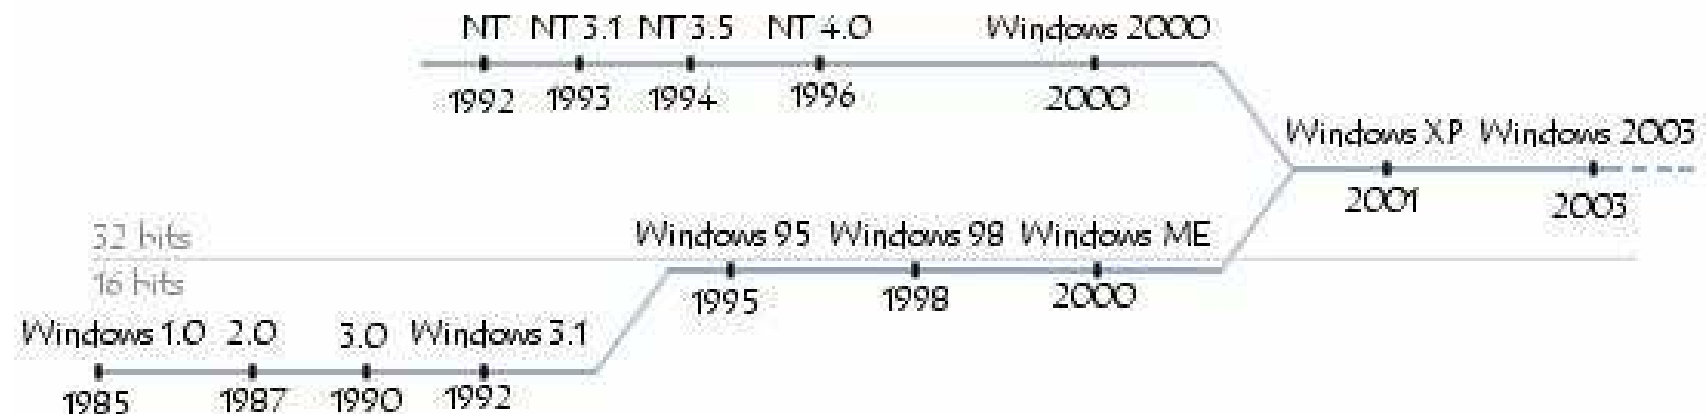 NT NT 3.1 NT 3.5 NT 4.0 Windows 2000
1992 1993 1994 1996 2000
Windows XP Windows 2003
2001 2003
32 bits
Windows 95 Windows 98 Windows ME
16 bits
1995 1998 2000
Windows 1.0 2.0 3.0 Windows 3.1
1985 1987 1990 1992